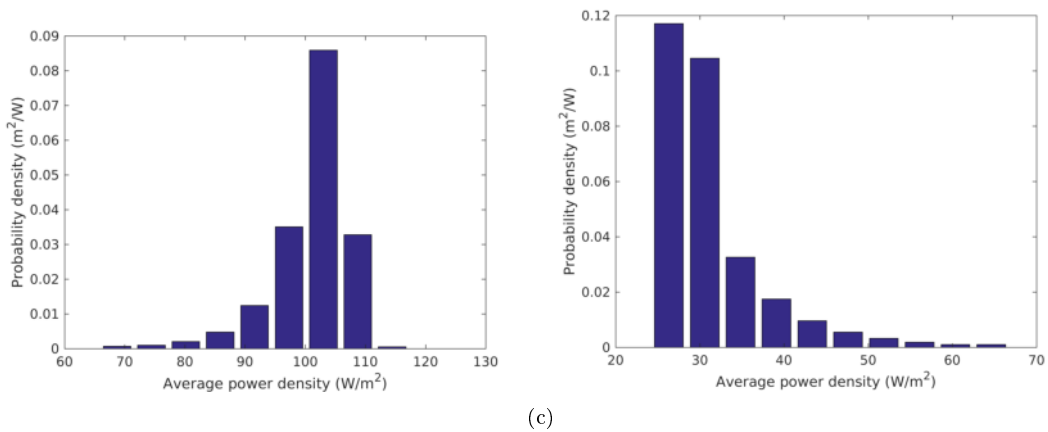 0.09
0.08
0.07
0.06
0.05
0.04
0.03
0.02
0.01
0
60 70 80 90 100 110 120 130
Probability density (m²/W)
Average power density (W/m²)
0.12
0.1
0.08
0.06
0.04
0.02
0
20 30 40 50 60 70
Probability density (m²/W)
Average power density (W/m²)
(c)